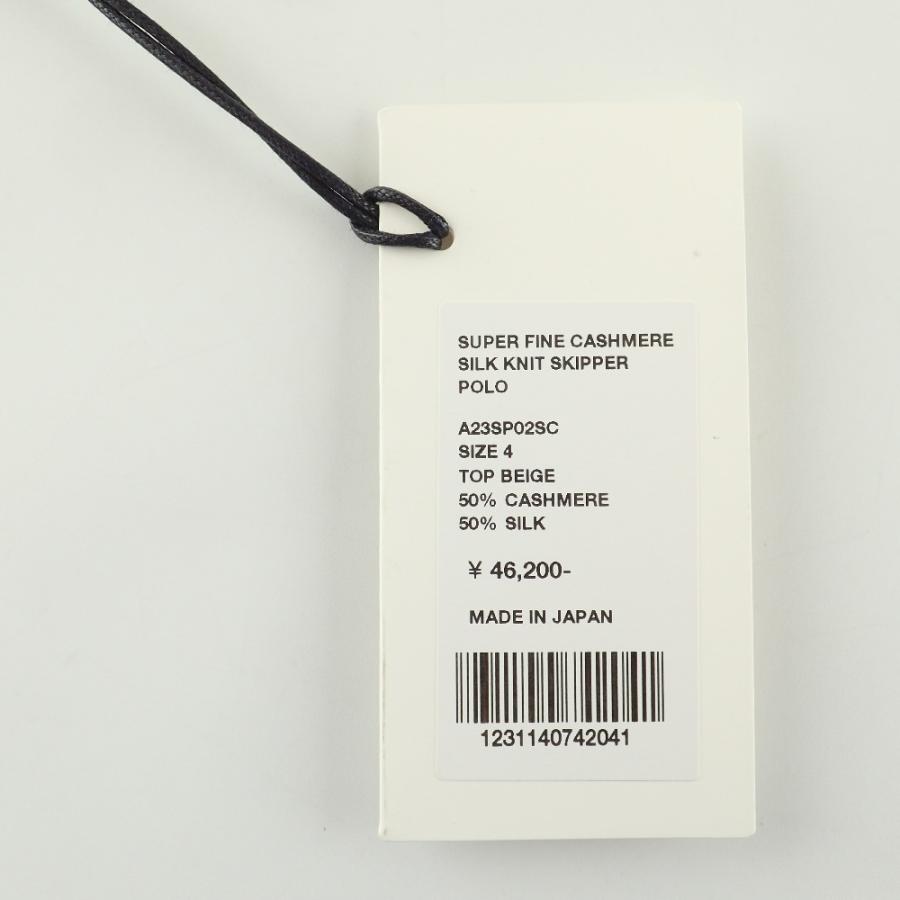 SUPER FINE CASHMERE
SILK KNIT SKIPPER
POLO
A23SP02SC
SIZE 4
TOP BEIGE
50% CASHMERE
50% SILK
¥ 46,200-
MADE IN JAPAN
1231140742041